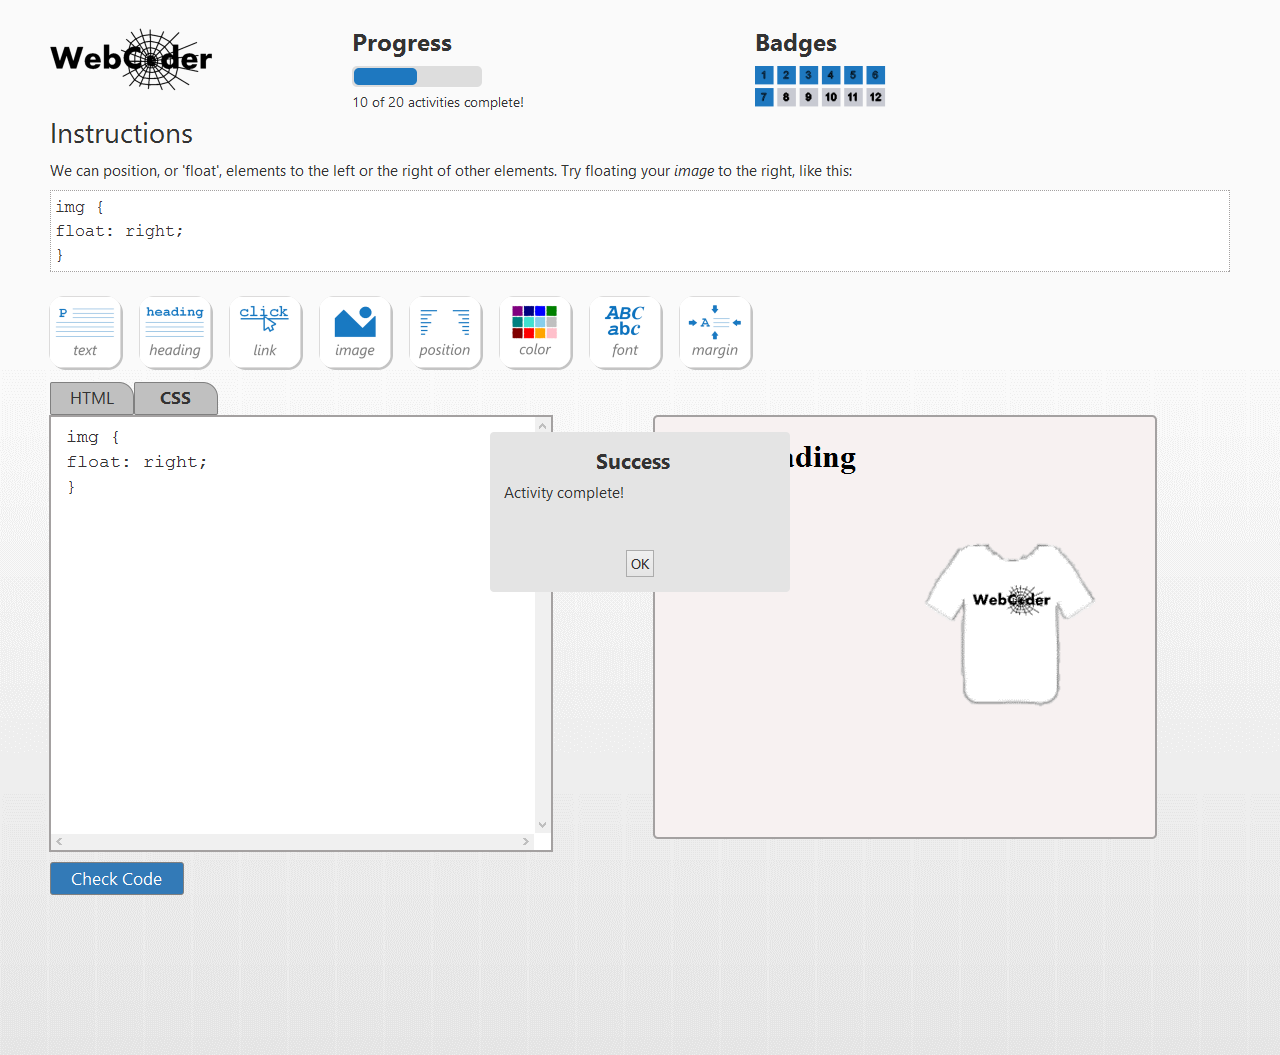 WebCoder
Progress
10 of 20 activities complete!
Badges
1 2 3 4 5 6
7 8 9 10 11 12
Instructions
We can position, or 'float', elements to the left or the right of other elements. Try floating your image to the right, like this:
img {
float: right;
}
P
text
heading
heading
click
link
image
position
color
ABC
abc
font
A
margin
HTML
CSS
img {
float: right;
}
ading
Success
Activity complete!
OK
WebCoder
Check Code